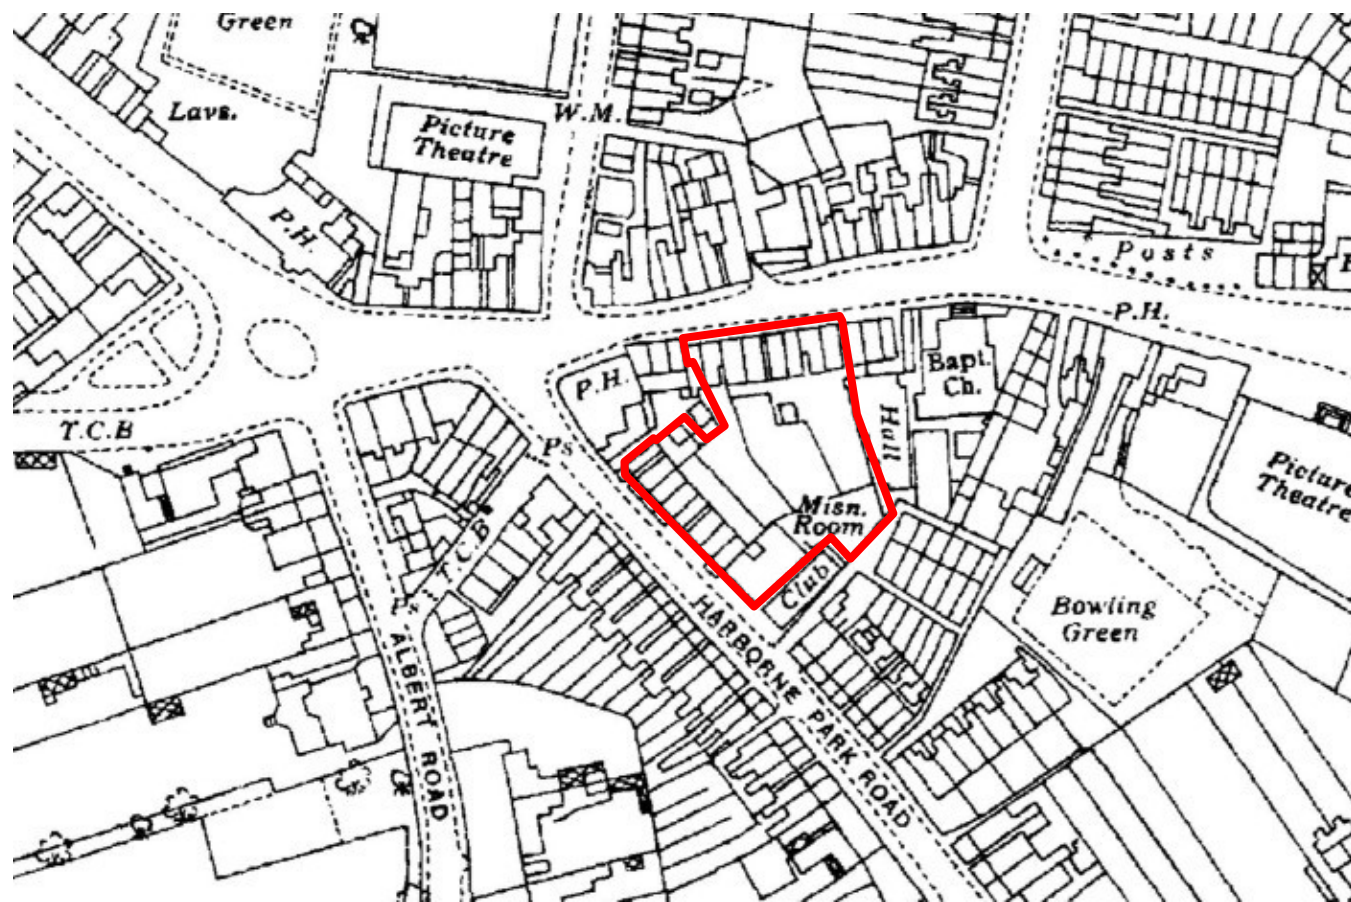 Green
Lavs.
Picture
Theatre
W.M.
P.H.
Posts
P.H.
P.H.
Bapt.
Ch.
Hall
T.C.B
Ps
Picture
Theatre
Misn.
Room
Club
T.C.B
Ps
Bowling
Green
ALBERT ROAD
HARBORNE PARK ROAD